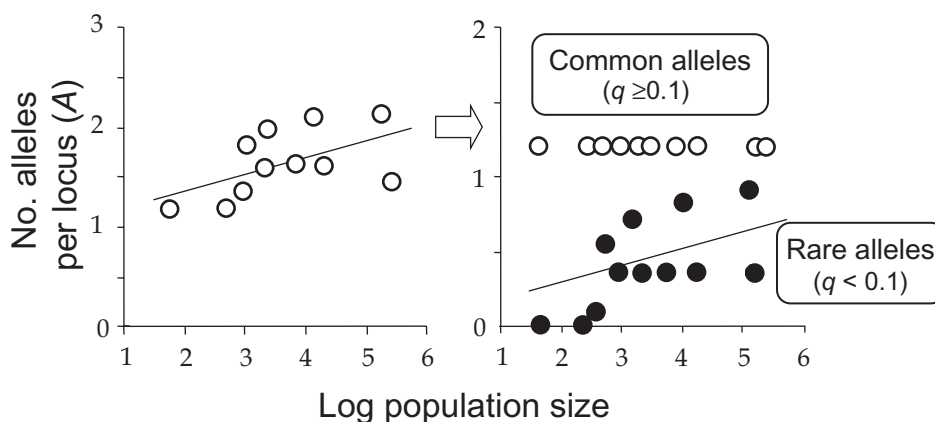 No. alleles
per locus (A)
3
2
1
0
1 2 3 4 5 6
2
1
0
1 2 3 4 5 6
Common alleles
(q ≥0.1)
Rare alleles
(q < 0.1)
Log population size